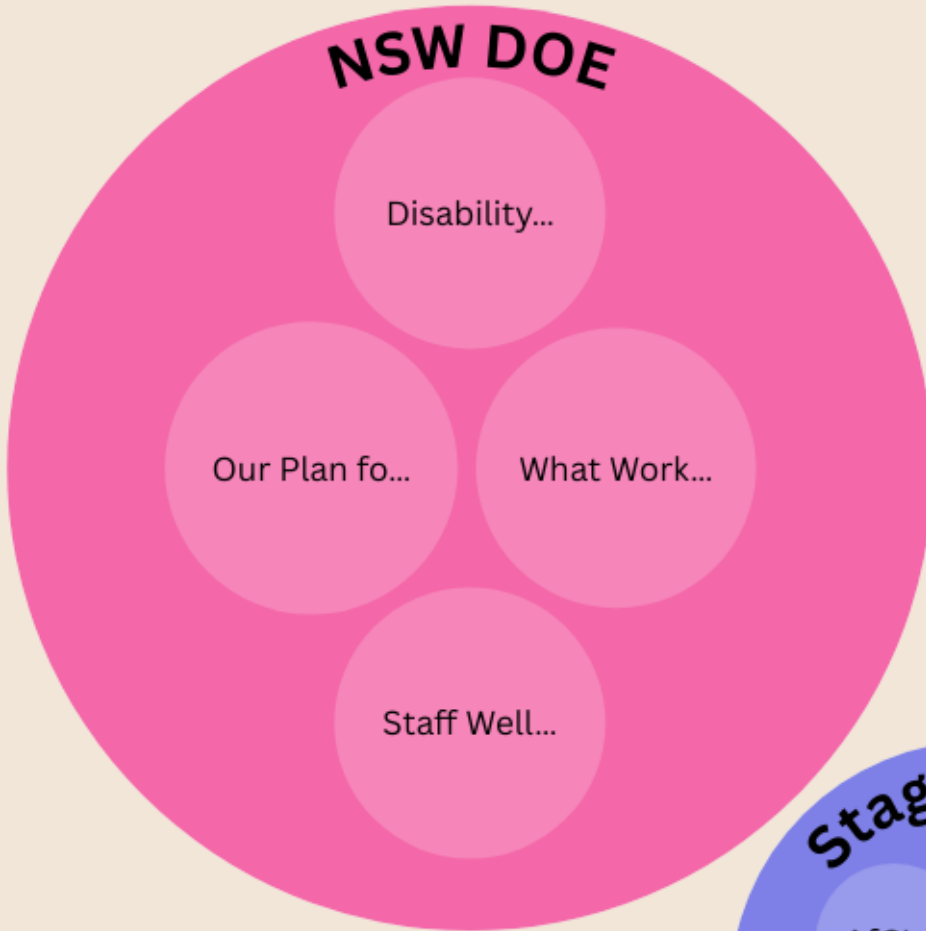 NSW DOE
Disability...
Our Plan fo...
What Work...
Staff Well...
Stag